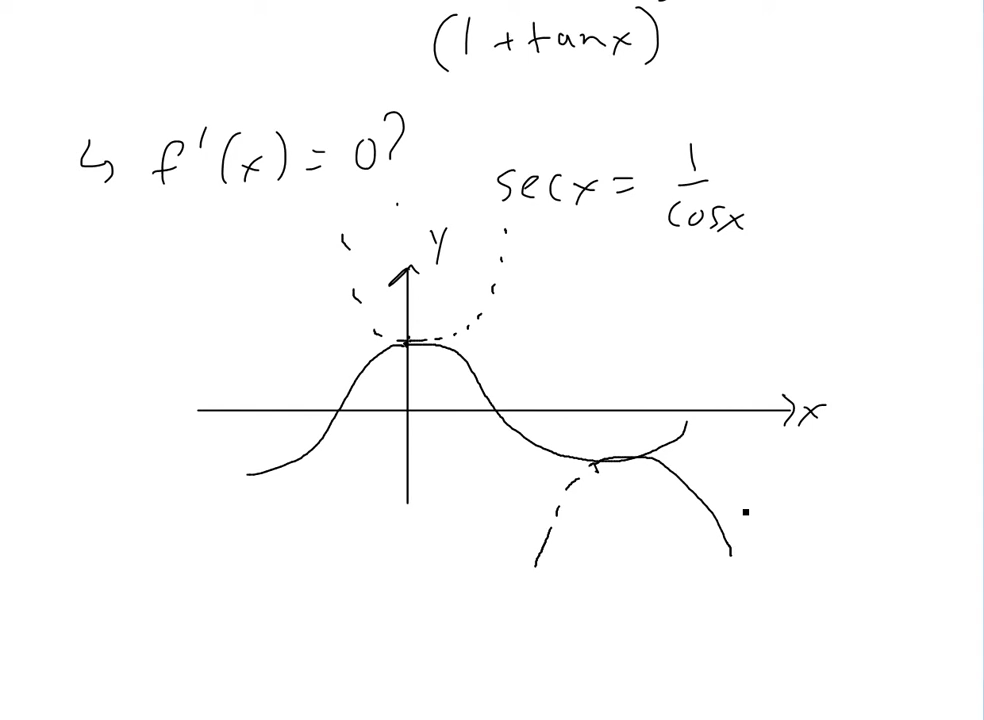 (1 + tanx)
↳ f'(x) = 0?
secx = 1/cosx
y
x